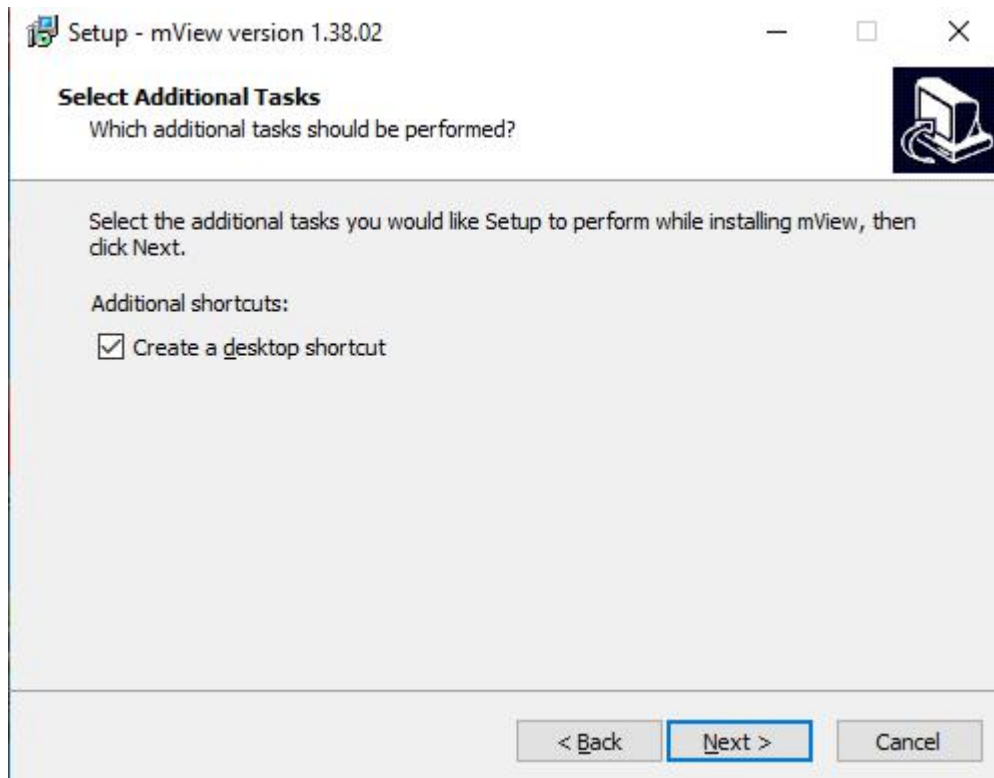 Setup - mView version 1.38.02
Select Additional Tasks
Which additional tasks should be performed?
Select the additional tasks you would like Setup to perform while installing mView, then
click Next.
Additional shortcuts:
Create a desktop shortcut
< Back Next > Cancel